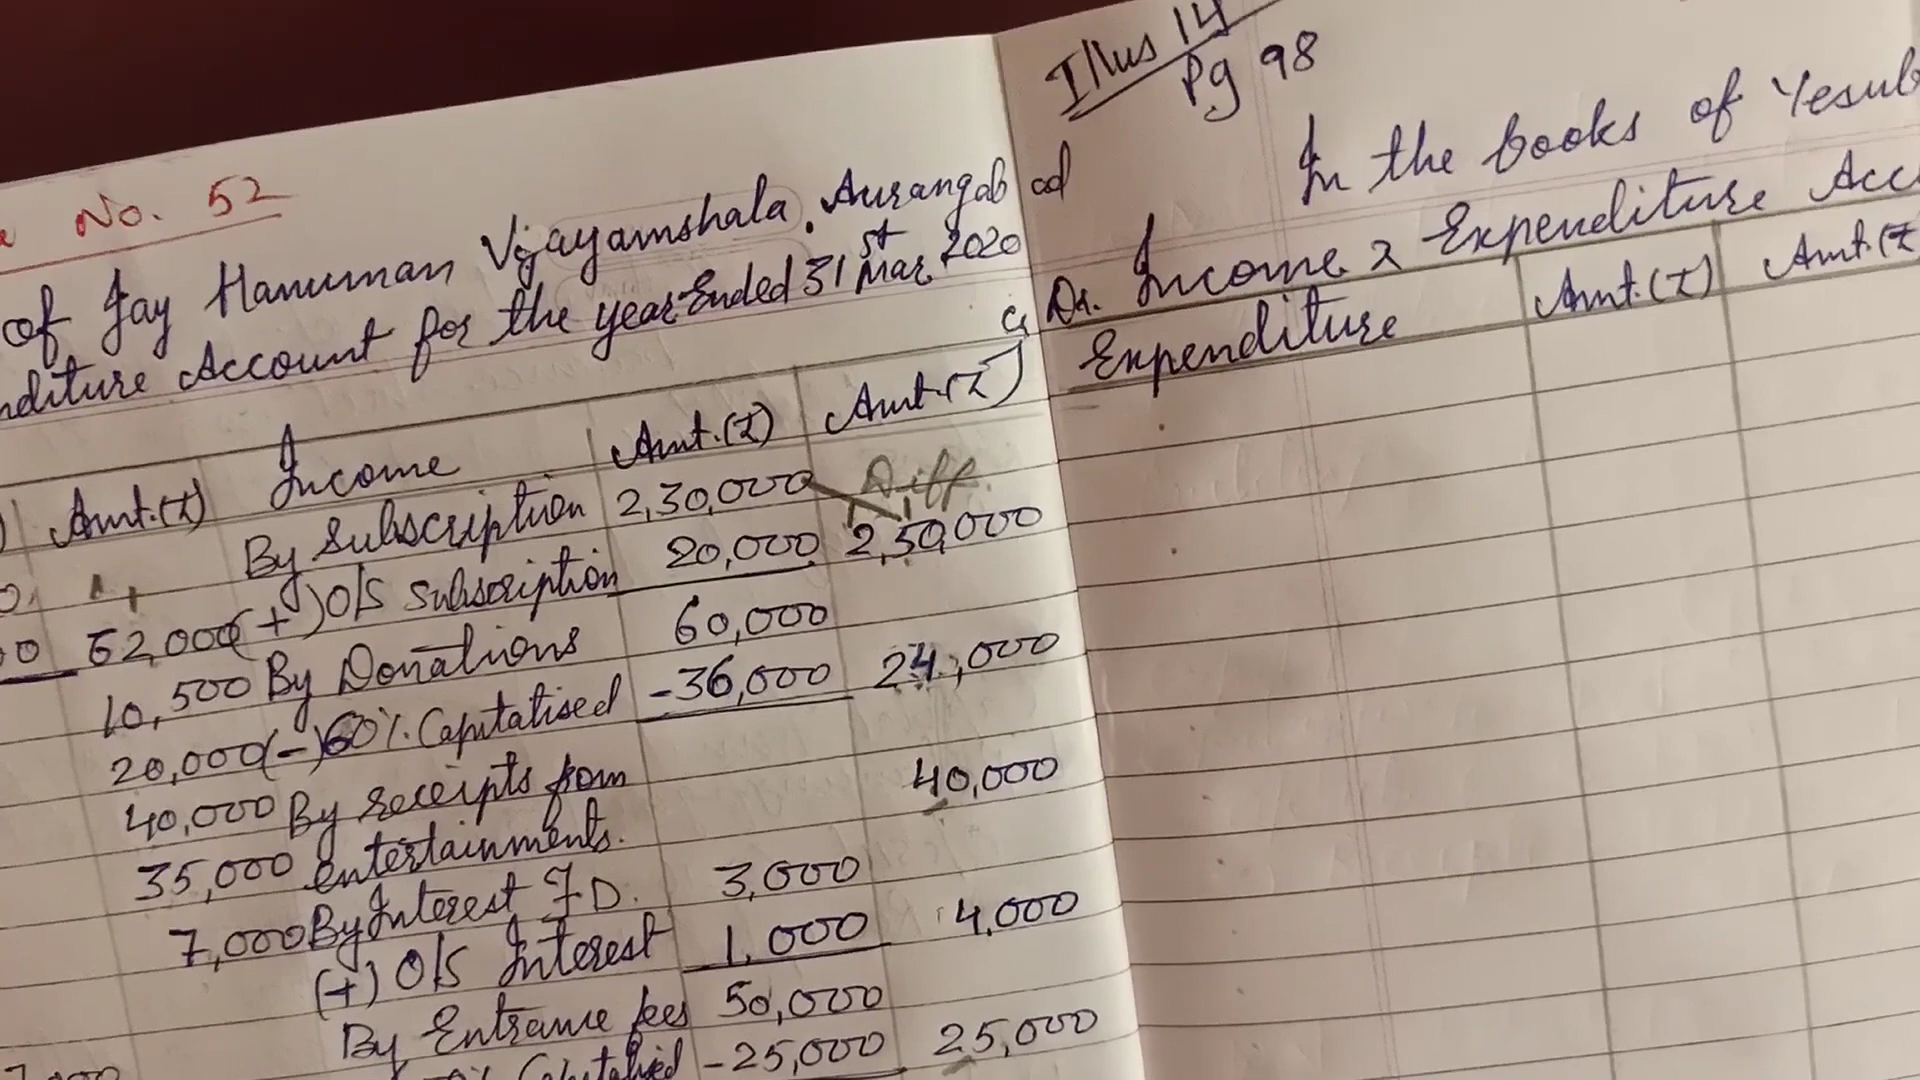 No. 52
of Jay Hanuman Vyayamshala, Aurangabad
nditure Account for the year Ended 31st Mar 2020
Cr
Amt.(₹) Income Amt.(₹) Amt.(₹)
By Subscription 2,30,000 Diff.
52,000 (+) O/S Subscription 20,000 2,50,000
10,500 By Donations 60,000
20,000 (-) 60% Capitalised -36,000 24,000
40,000 By receipts from
35,000 entertainments. 40,000
7,000 By Interest F D. 3,000
(+) O/S Interest 1,000 4,000
By Entrance fees 50,000
Capitalised -25,000 25,000
Illus 14
Pg 98
In the books of Yesub
Dr. Income & Expenditure Acc
Expenditure Amt.(₹) Amt.(₹